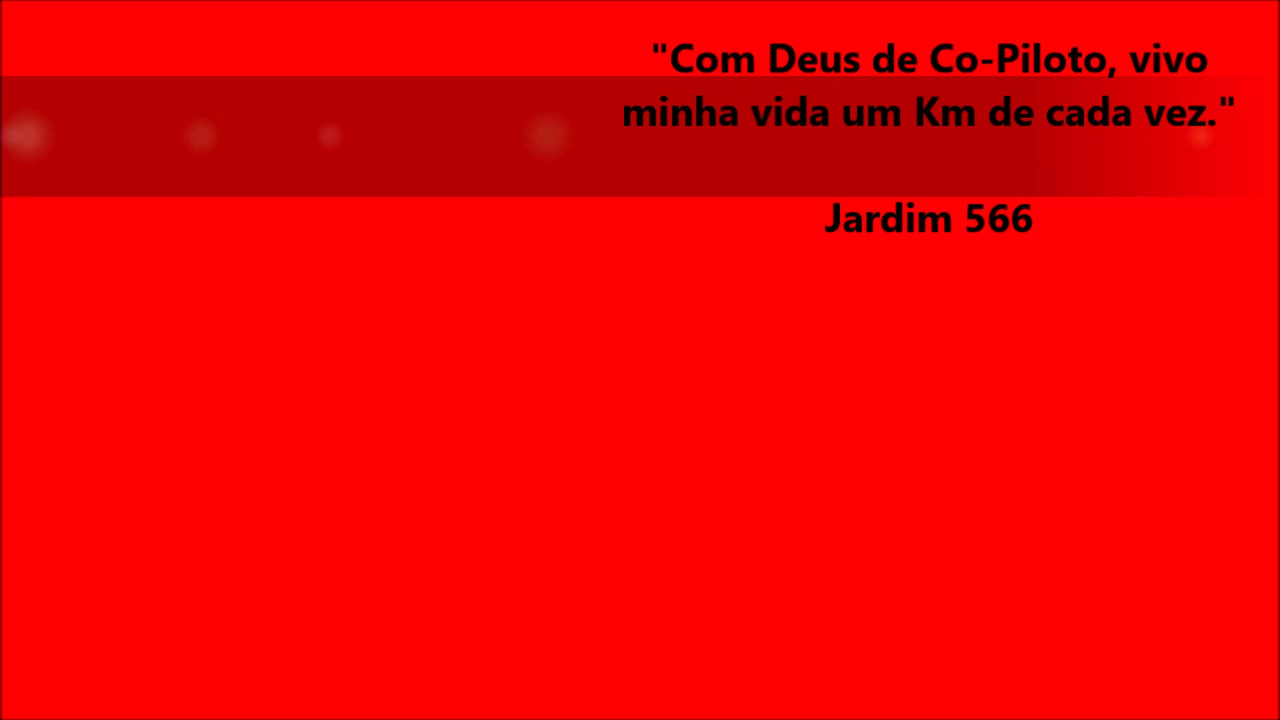 "Com Deus de Co-Piloto, vivo
minha vida um Km de cada vez."
Jardim 566